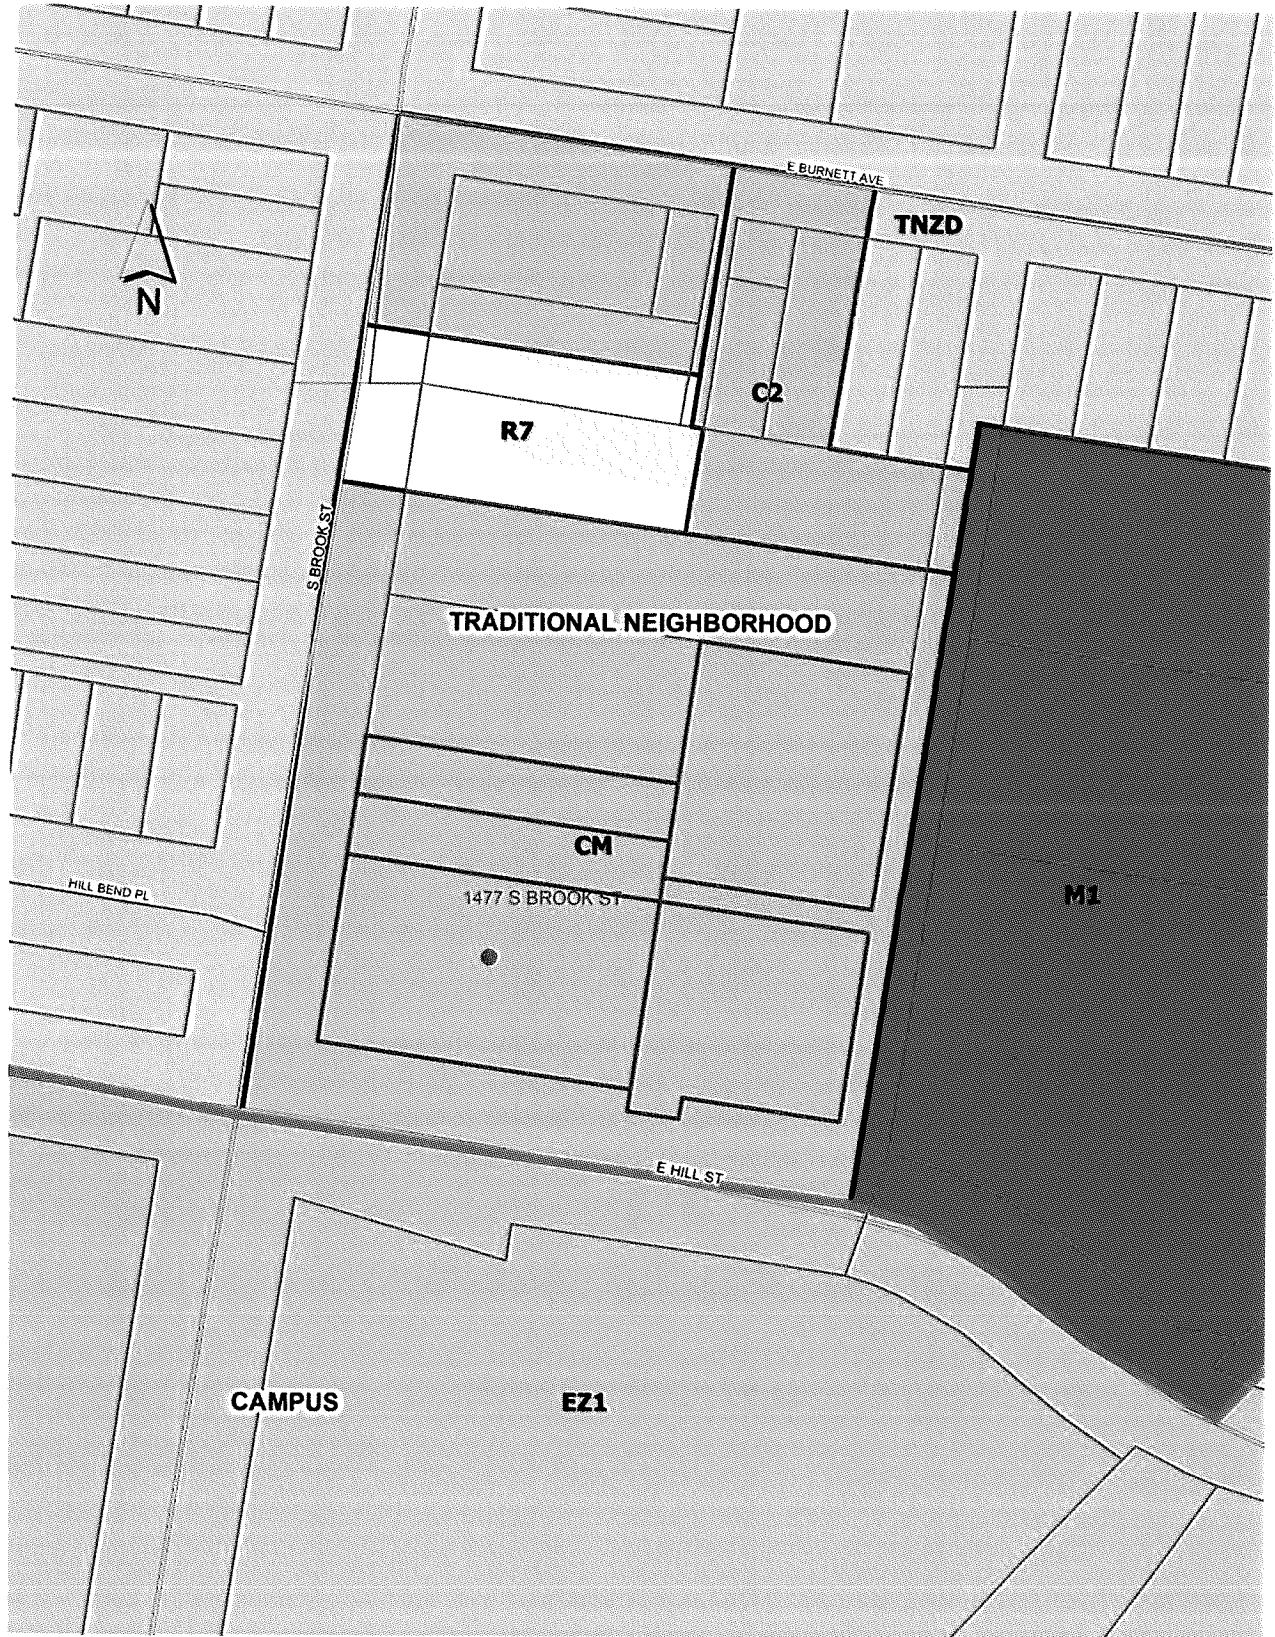 E BURNETT AVE
TNZD
N
C2
R7
S BROOK ST
TRADITIONAL NEIGHBORHOOD
CM
HILL BEND PL
1477 S BROOK ST
M1
E HILL ST
CAMPUS
EZ1